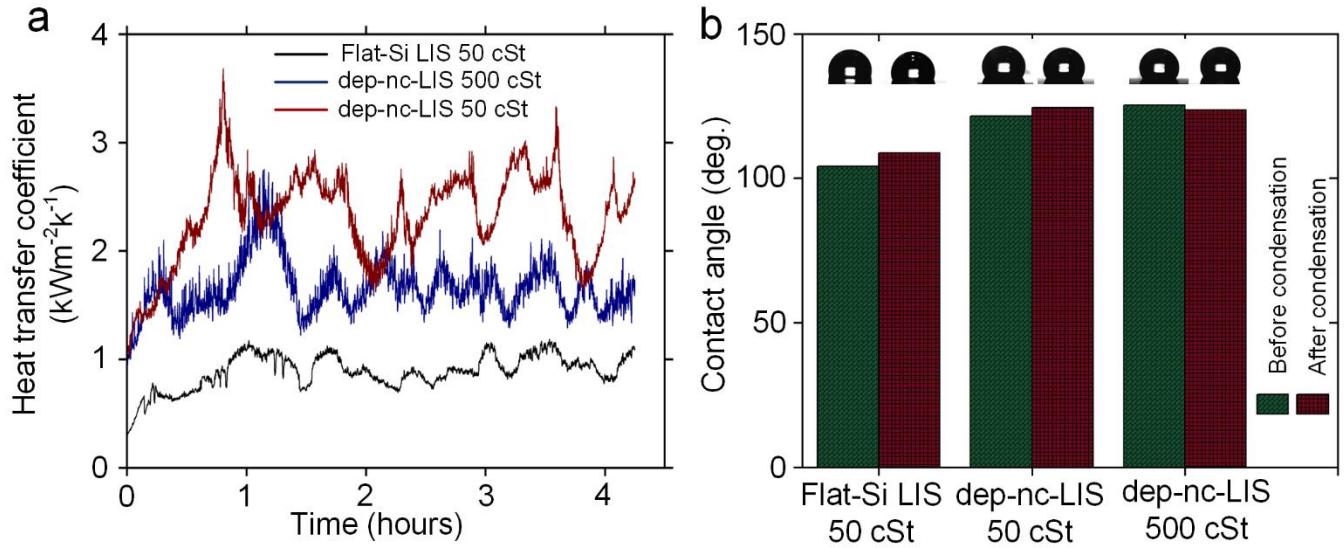 a
4
3
2
1
0
Heat transfer coefficient
(kWm-2k-1)
Flat-Si LIS 50 cSt
dep-nc-LIS 500 cSt
dep-nc-LIS 50 cSt
0 1 2 3 4
Time (hours)
b
150
100
50
0
Contact angle (deg.)
Before condensation
After condensation
Flat-Si LIS dep-nc-LIS dep-nc-LIS
50 cSt 50 cSt 500 cSt